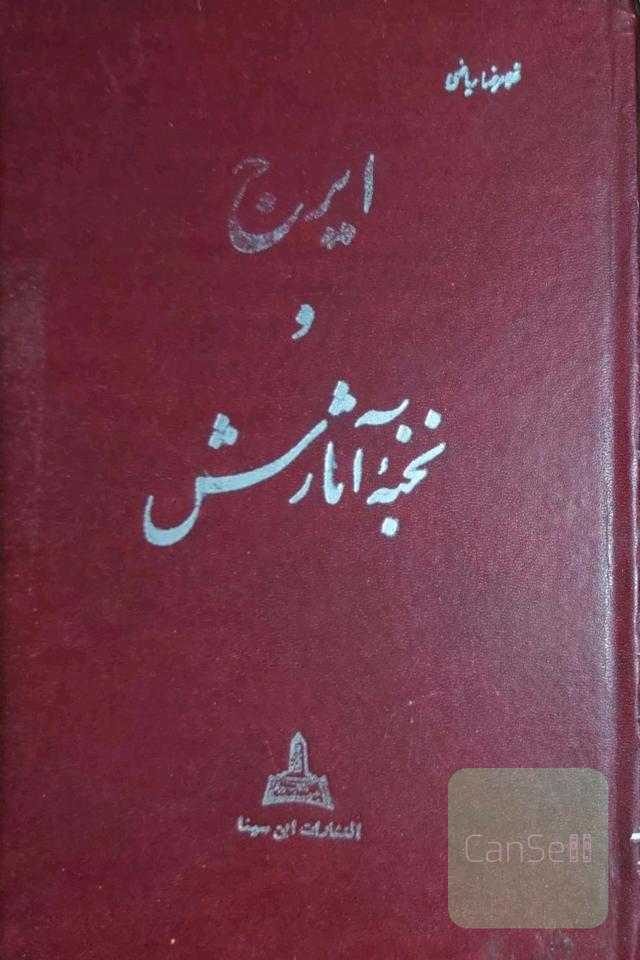 غلامرضا ریاضی
ایرج
و
نخبهٔ آثارش
انتشارات ابن سینا
CanSell